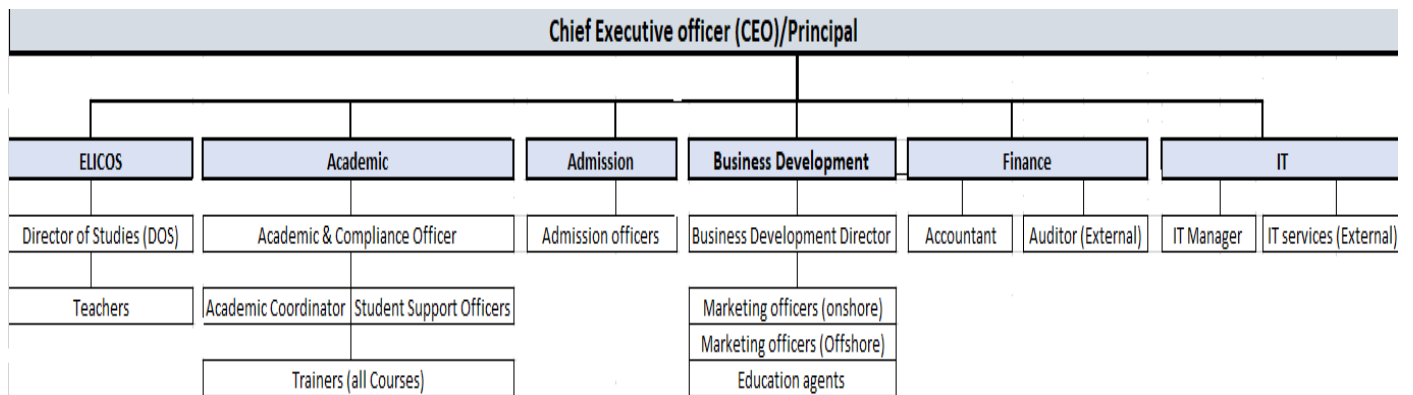 Chief Executive officer (CEO)/Principal
ELICOS
Academic
Admission
Business Development
Finance
IT
Director of Studies (DOS)
Academic & Compliance Officer
Admission officers
Business Development Director
Accountant
Auditor (External)
IT Manager
IT services (External)
Teachers
Academic Coordinator
Student Support Officers
Marketing officers (onshore)
Marketing officers (Offshore)
Trainers (all Courses)
Education agents